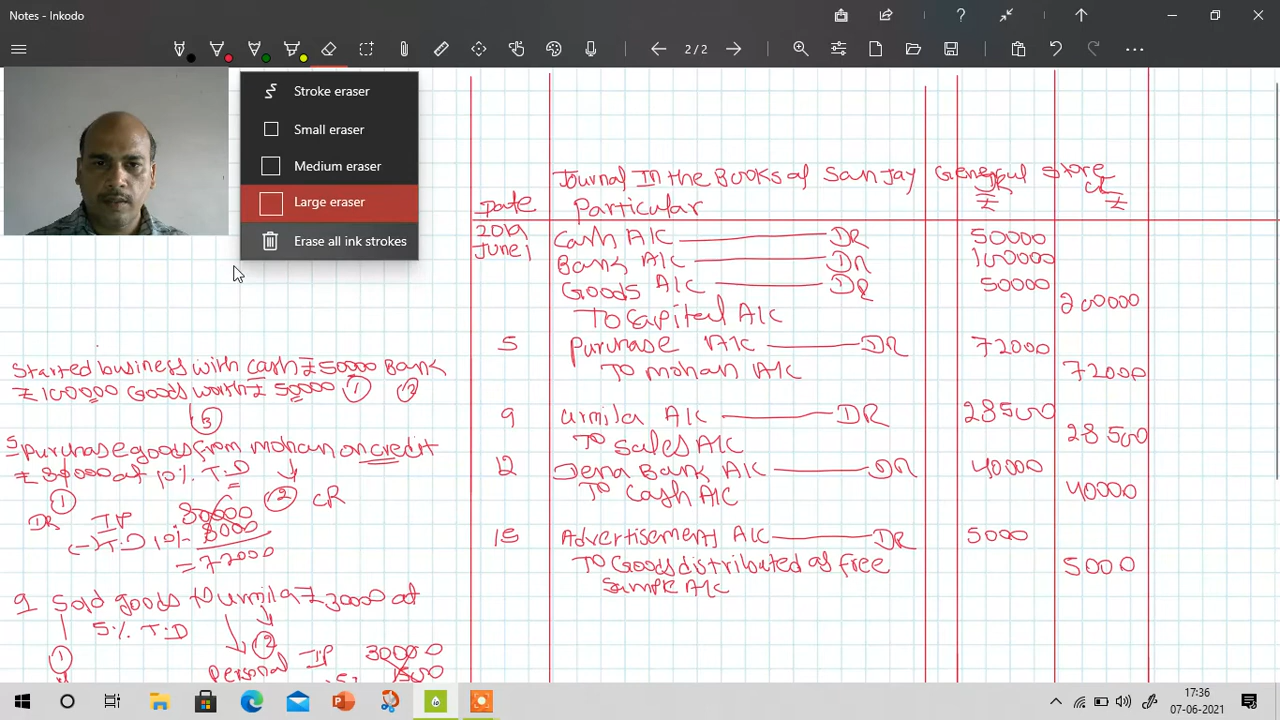 Notes - Inkodo
2/2
Stroke eraser
Small eraser
Medium eraser
Large eraser
Erase all ink strokes
Started business with cash ₹ 50000 Bank
₹ 100000 Goods worth ₹ 50000 1 2
3
5 Purchase goods from mohan on credit
₹ 80000 at 10% T.D
1 2 CR
DR IP 80000
(-) T.D 10% 8000
= 72000
9 Sold goods to urmila ₹ 30000 at
5% T.D
1 2
Personal IP 30000
1500
Journal In the Books of Sanjay General store
Date Particular DR ₹ CR ₹
2019
June 1 Cash A/C DR 50000
Bank A/C DR 100000
Goods A/C DR 50000
To Capital A/C 200000
5 Purchase A/C DR 72000
To mohan A/C 72000
9 urmila A/C DR 28500
To Sales A/C 28500
12 Dena Bank A/C DR 40000
To Cash A/C 40000
15 Advertisement A/C DR 5000
To Goods distributed as free 5000
Sample A/C
17:36
07-06-2021